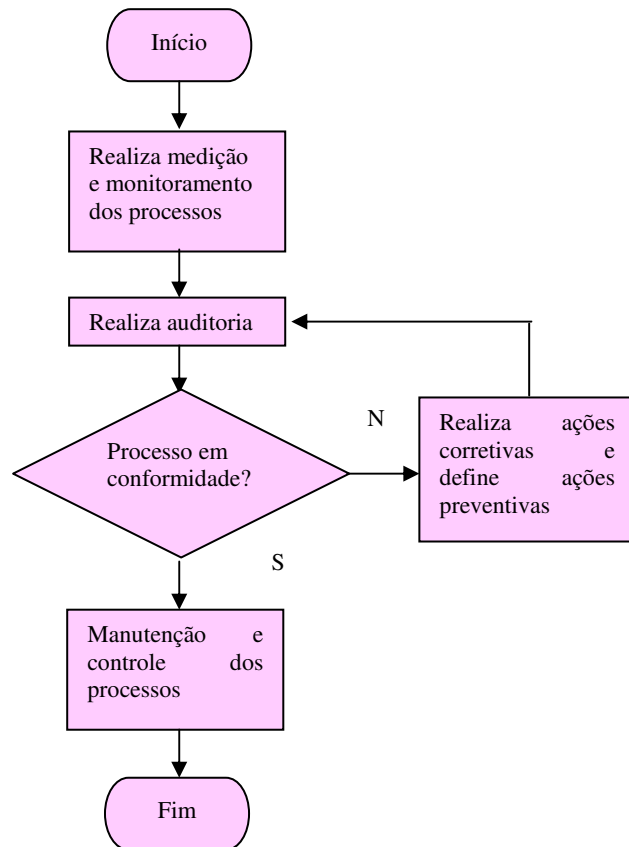 Início
Realiza medição
e monitoramento
dos processos
Realiza auditoria
Processo em
conformidade?
N
Realiza ações
corretivas e
define ações
preventivas
S
Manutenção e
controle dos
processos
Fim